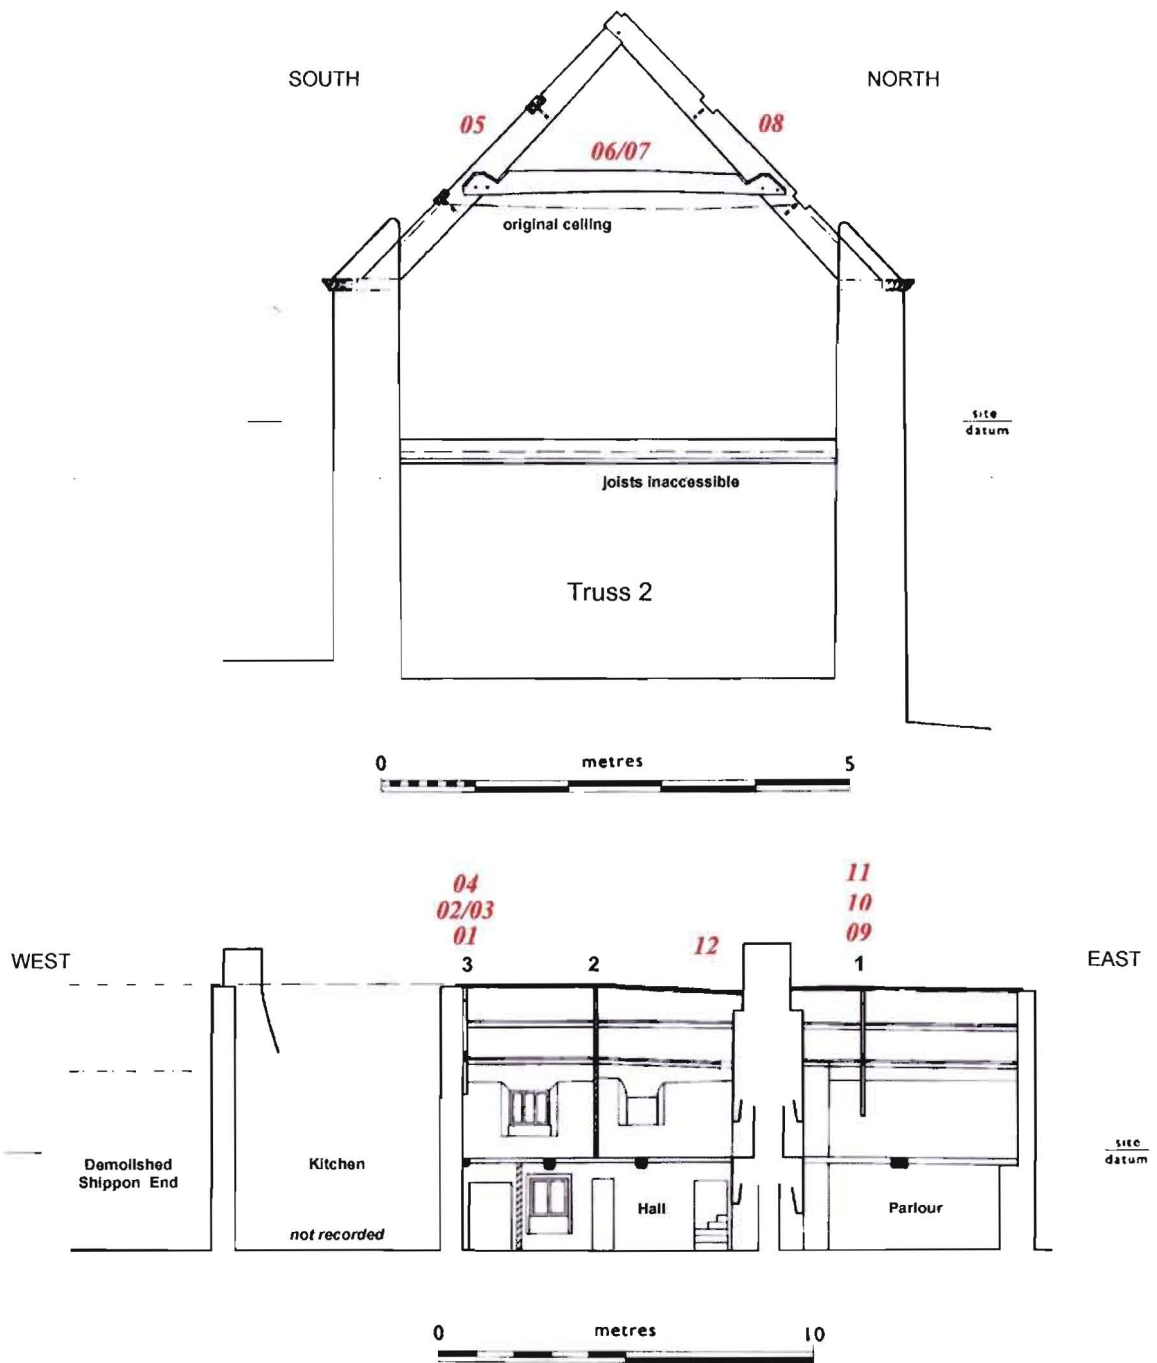 SOUTH
NORTH
05
08
06/07
original ceiling
site
datum
joists inaccessible
Truss 2
0 metres 5
04
02/03
01
12
11
10
09
WEST
3
2
1
EAST
Demolished
Shippon End
Kitchen
not recorded
Hall
Parlour
site
datum
0 metres 10